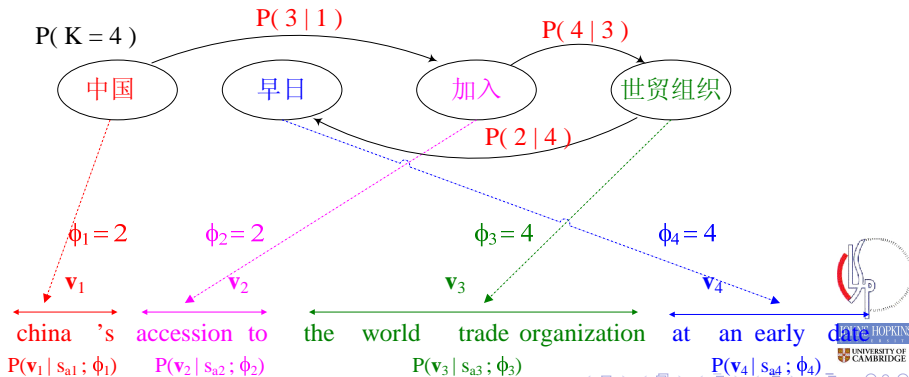 P( K = 4 )
P( 3 | 1 )
P( 4 | 3 )
中国 早日 加入 世贸组织
P( 2 | 4 )
ϕ1 = 2 ϕ2 = 2 ϕ3 = 4 ϕ4 = 4
v1 v2 v3 v4
china 's accession to the world trade organization at an early date
P(v1 | sa1 ; ϕ1) P(v2 | sa2 ; ϕ2) P(v3 | sa3 ; ϕ3) P(v4 | sa4 ; ϕ4)
JOHNS HOPKINS
UNIVERSITY OF
CAMBRIDGE